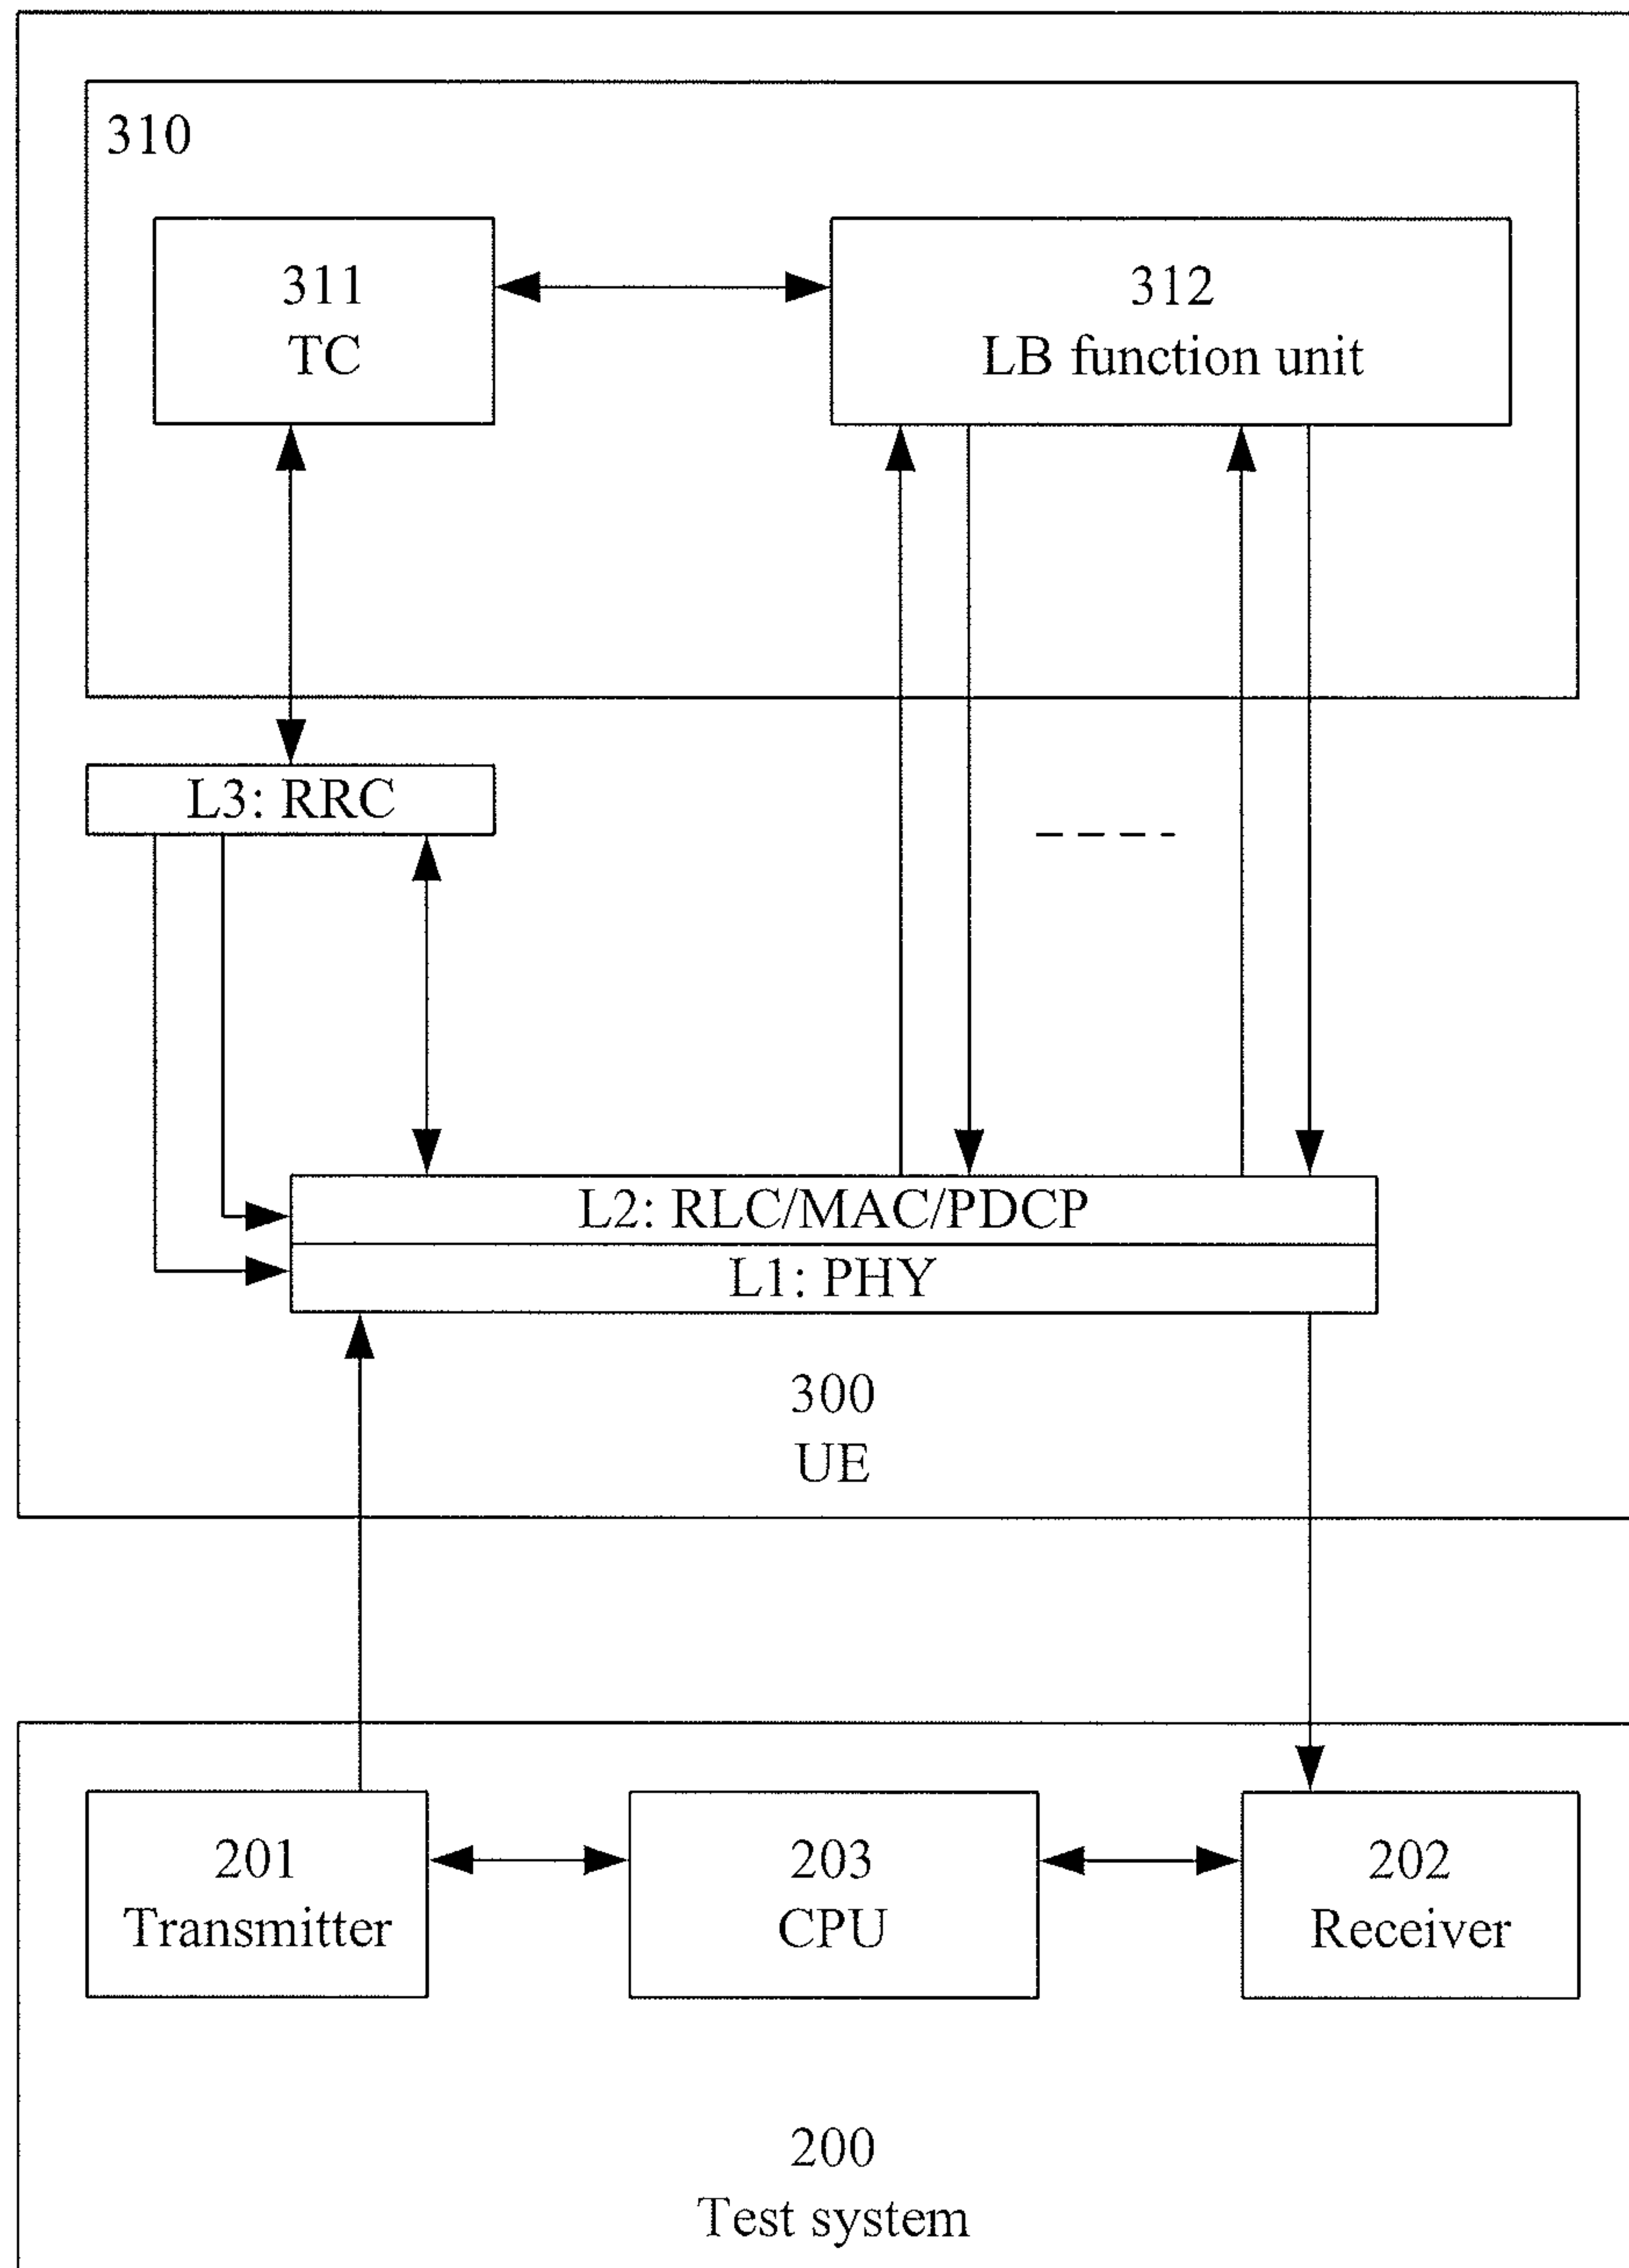 310
311
TC
312
LB function unit
L3: RRC
L2: RLC/MAC/PDCP
L1: PHY
300
UE
201
Transmitter
203
CPU
202
Receiver
200
Test system